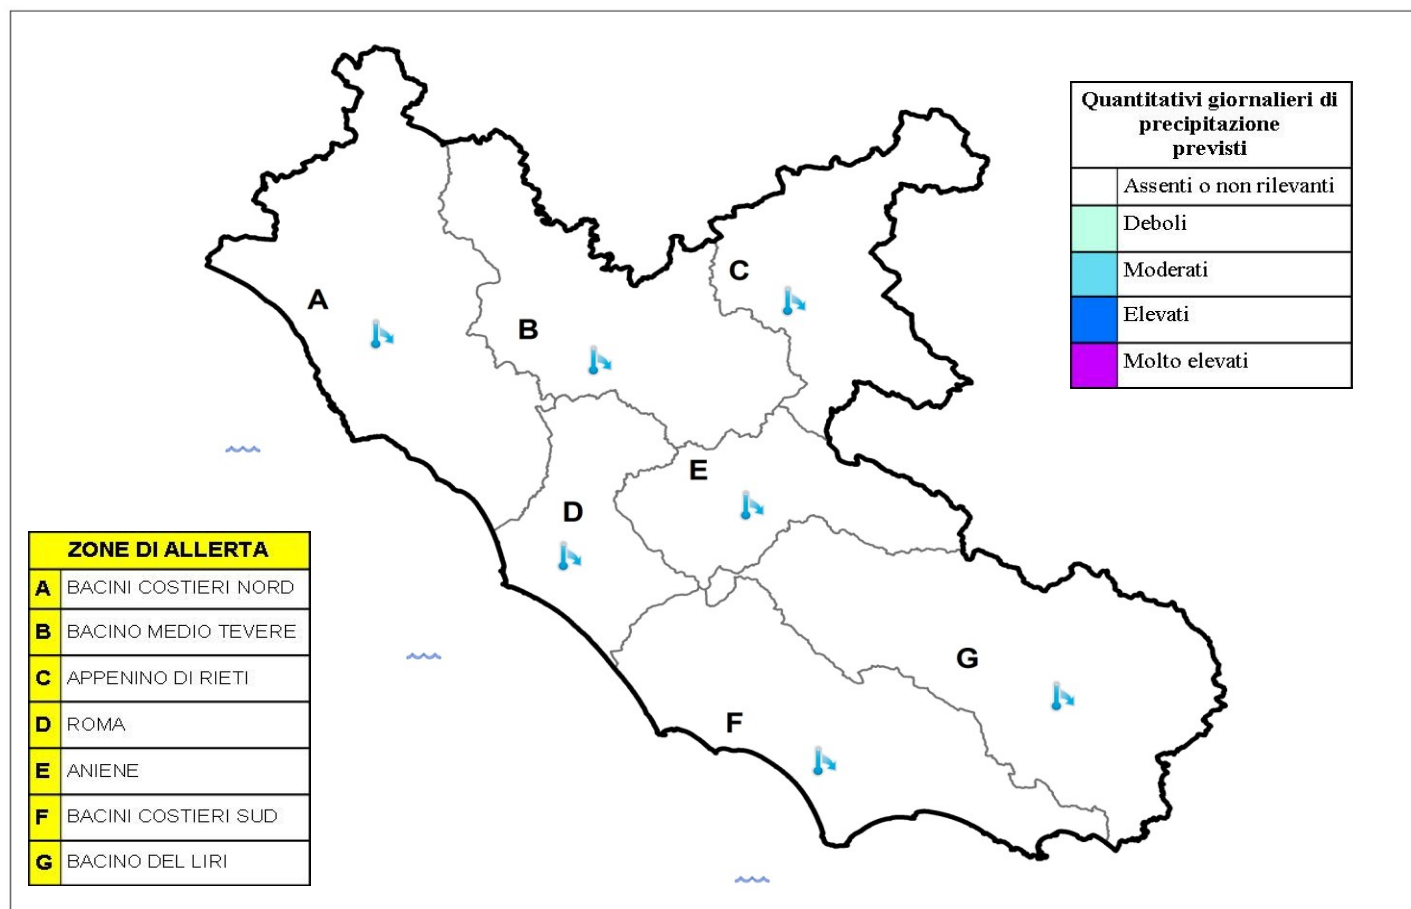 Quantitativi giornalieri di
precipitazione
previsti
Assenti o non rilevanti
Deboli
Moderati
Elevati
Molto elevati
A
B
C
D
E
F
G
ZONE DI ALLERTA
A BACINI COSTIERI NORD
B BACINO MEDIO TEVERE
C APPENINO DI RIETI
D ROMA
E ANIENE
F BACINI COSTIERI SUD
G BACINO DEL LIRI